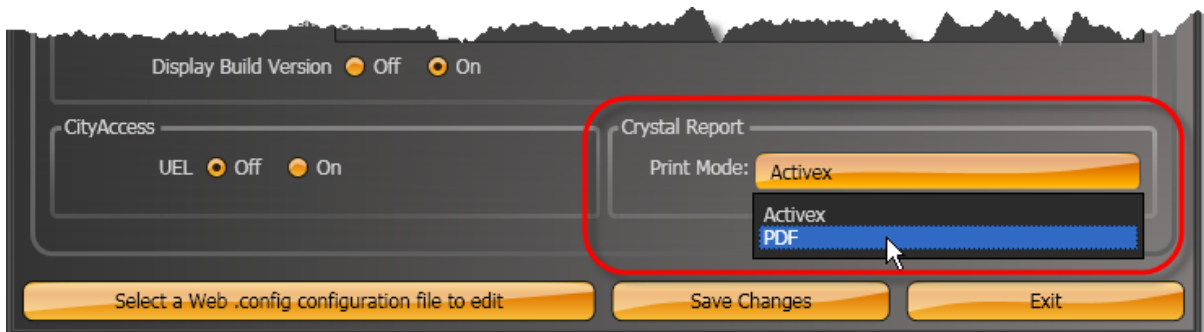 Display Build Version Off On
CityAccess
UEL Off On
Crystal Report
Print Mode: Activex
Activex
PDF
Select a Web .config configuration file to edit
Save Changes
Exit